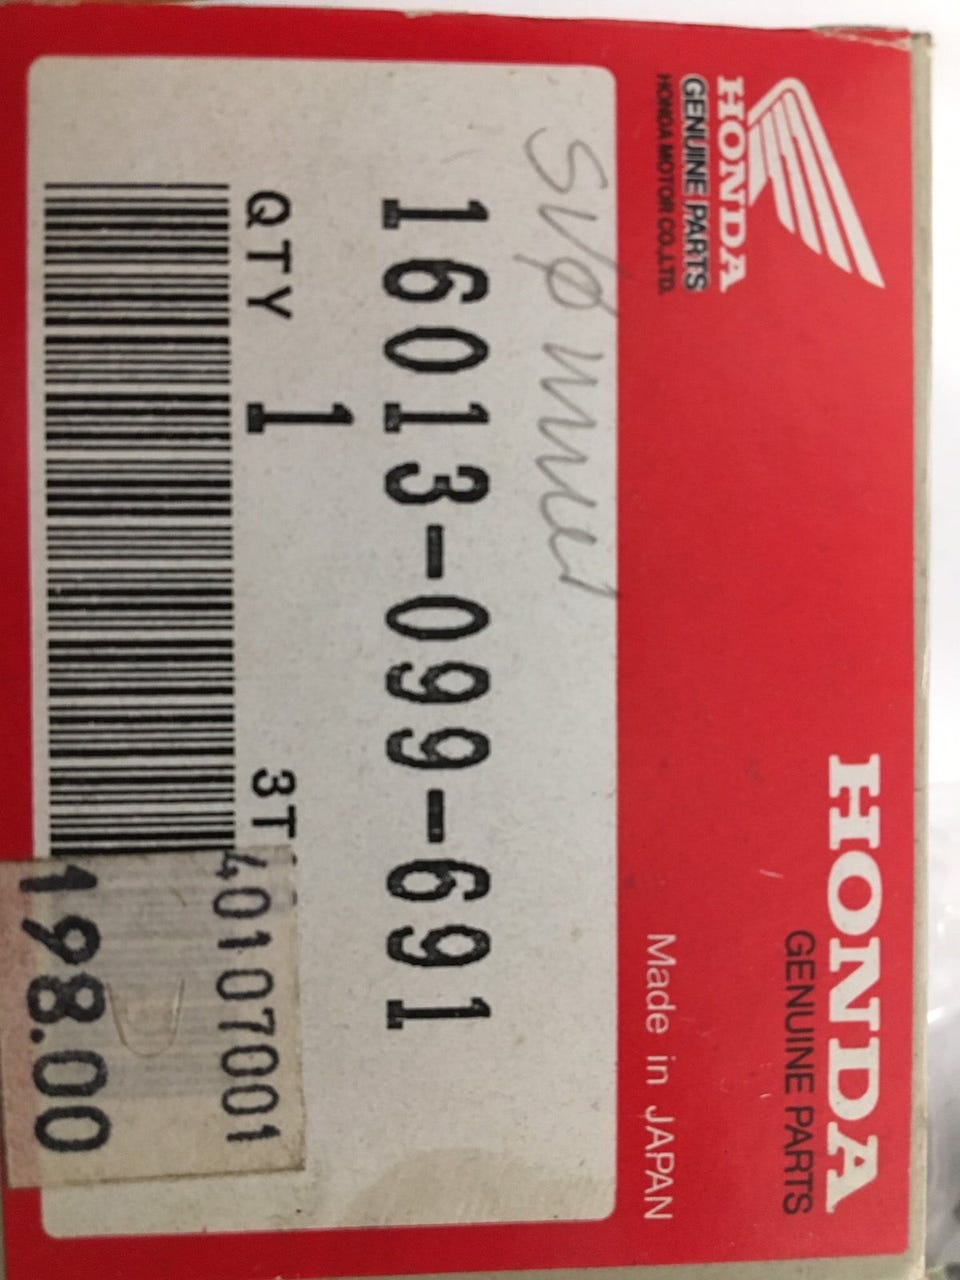 HONDA
GENUINE PARTS
HONDA MOTOR CO.,LTD.
HONDA
GENUINE PARTS
Made in JAPAN
16013-099-691
QTY 1
3T
40107001
198.00